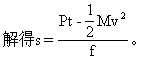 解得s = (Pt - 1/2 Mv²) / f。